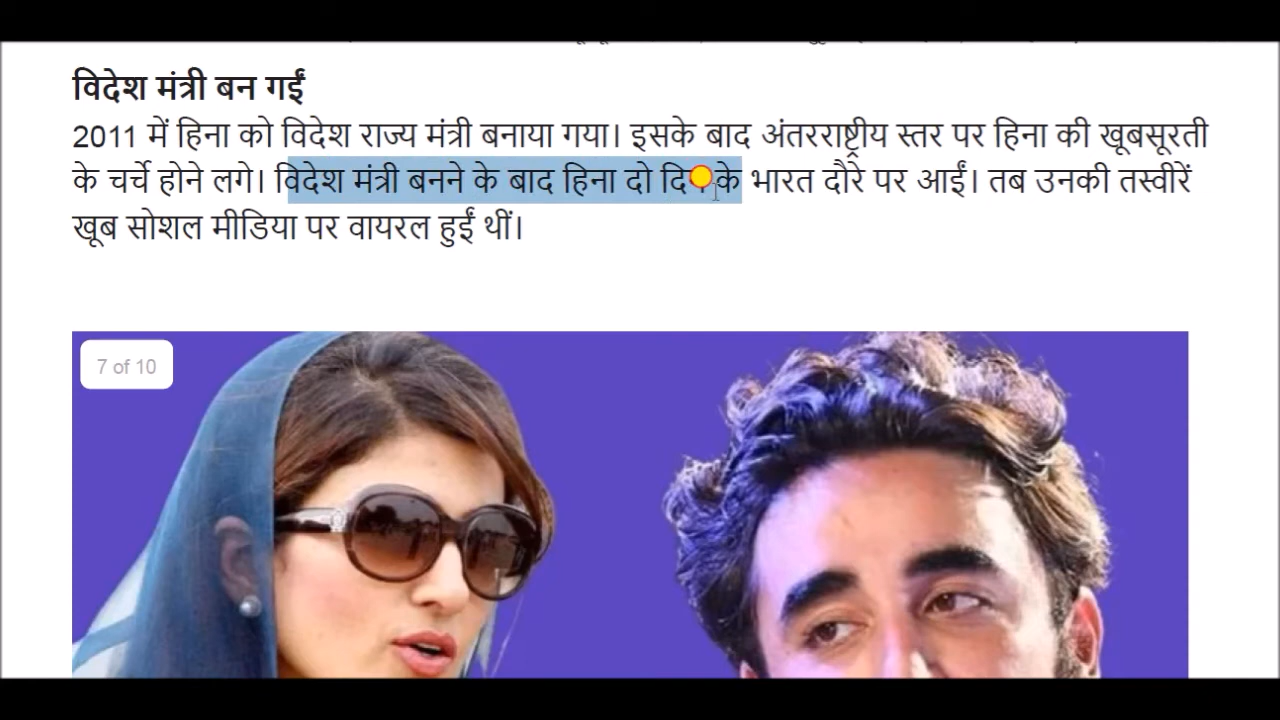 विदेश मंत्री बन गईं
2011 में हिना को विदेश राज्य मंत्री बनाया गया। इसके बाद अंतरराष्ट्रीय स्तर पर हिना की खूबसूरती
के चर्चे होने लगे। विदेश मंत्री बनने के बाद हिना दो दिन के भारत दौरे पर आईं। तब उनकी तस्वीरें
खूब सोशल मीडिया पर वायरल हुईं थीं।
7 of 10